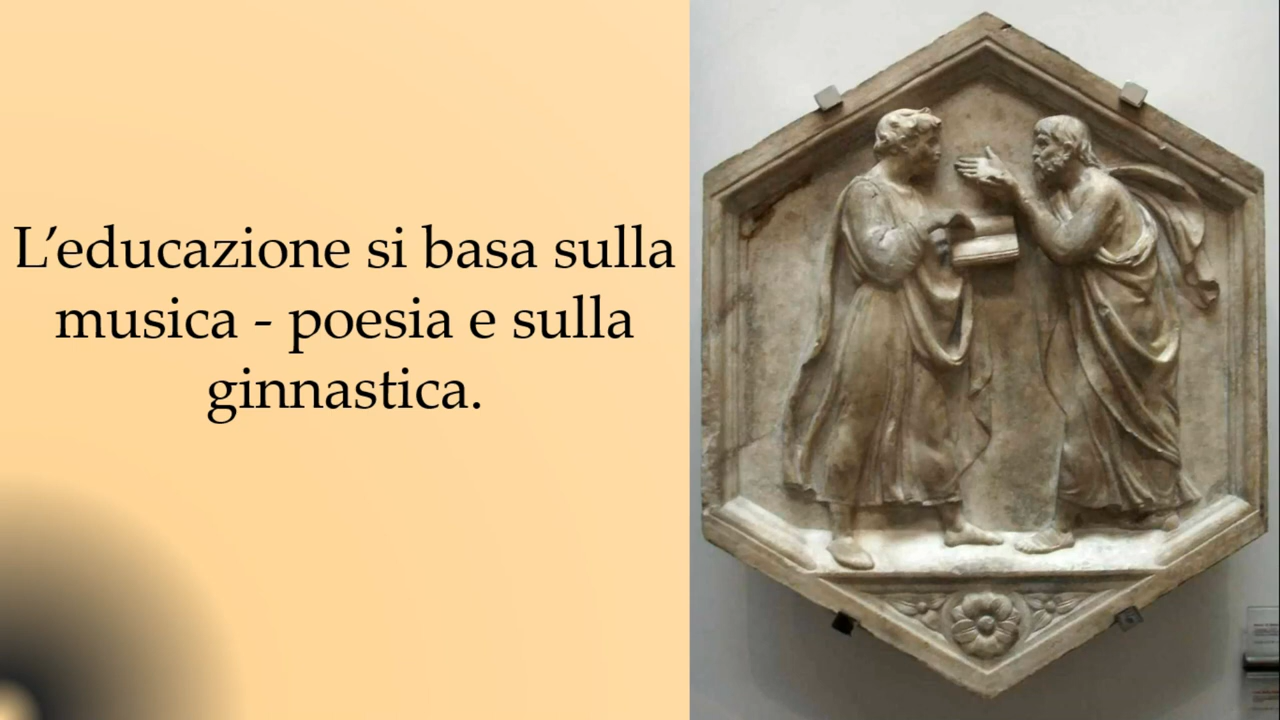 L’educazione si basa sulla
musica - poesia e sulla
ginnastica.